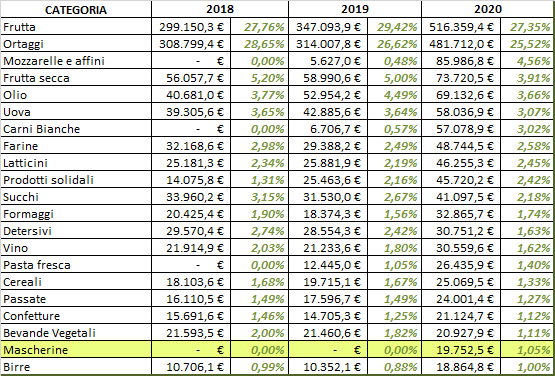 CATEGORIA 2018 2019 2020
Frutta 299.150,3 € 27,76% 347.093,9 € 29,42% 516.359,4 € 27,35%
Ortaggi 308.799,4 € 28,65% 314.007,8 € 26,62% 481.712,0 € 25,52%
Mozzarelle e affini - € 0,00% 5.627,0 € 0,48% 85.986,8 € 4,56%
Frutta secca 56.057,7 € 5,20% 58.990,6 € 5,00% 73.720,5 € 3,91%
Olio 40.681,0 € 3,77% 52.954,2 € 4,49% 69.132,6 € 3,66%
Uova 39.305,6 € 3,65% 42.885,6 € 3,64% 58.036,9 € 3,07%
Carni Bianche - € 0,00% 6.706,7 € 0,57% 57.078,9 € 3,02%
Farine 32.168,6 € 2,98% 29.388,2 € 2,49% 48.744,5 € 2,58%
Latticini 25.181,3 € 2,34% 25.881,9 € 2,19% 46.255,3 € 2,45%
Prodotti solidali 14.075,8 € 1,31% 25.463,6 € 2,16% 45.720,2 € 2,42%
Succhi 33.960,2 € 3,15% 31.530,0 € 2,67% 41.097,5 € 2,18%
Formaggi 20.425,4 € 1,90% 18.374,3 € 1,56% 32.865,7 € 1,74%
Detersivi 29.570,4 € 2,74% 28.554,3 € 2,42% 30.751,2 € 1,63%
Vino 21.914,9 € 2,03% 21.233,6 € 1,80% 30.559,6 € 1,62%
Pasta fresca - € 0,00% 12.445,0 € 1,05% 26.435,9 € 1,40%
Cereali 18.103,6 € 1,68% 19.715,1 € 1,67% 25.069,5 € 1,33%
Passate 16.110,5 € 1,49% 17.596,7 € 1,49% 24.001,4 € 1,27%
Confetture 15.691,6 € 1,46% 14.705,3 € 1,25% 21.124,7 € 1,12%
Bevande Vegetali 21.593,5 € 2,00% 21.460,6 € 1,82% 20.927,9 € 1,11%
Mascherine - € 0,00% - € 0,00% 19.752,5 € 1,05%
Birre 10.706,1 € 0,99% 10.352,1 € 0,88% 18.864,8 € 1,00%